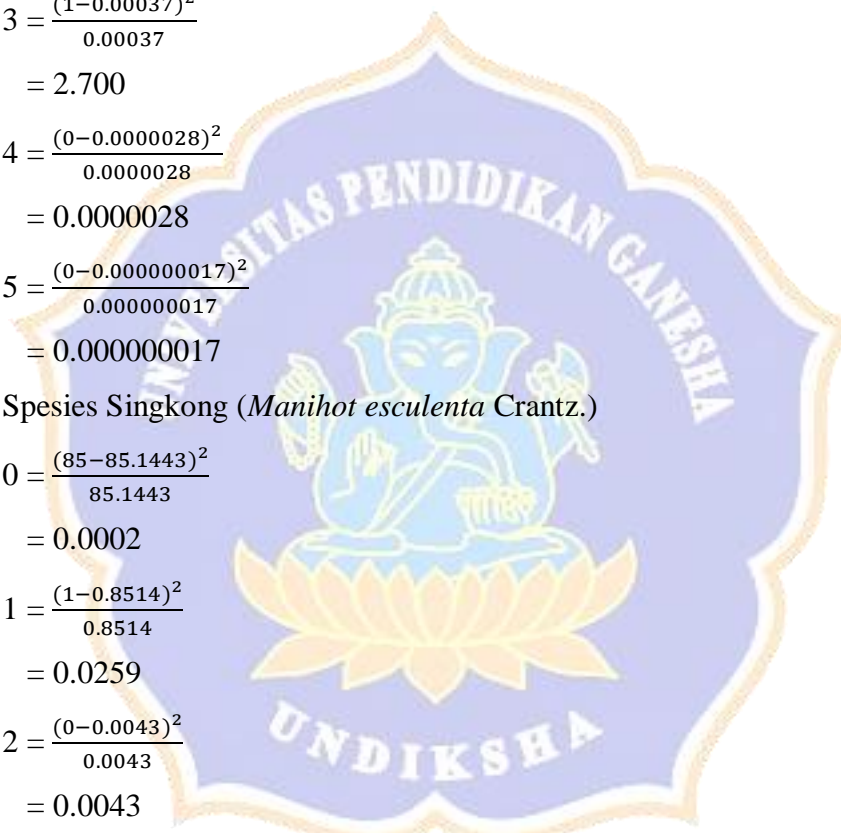 3 = (1−0.00037)² / 0.00037
= 2.700
4 = (0−0.0000028)² / 0.0000028
= 0.0000028
5 = (0−0.000000017)² / 0.000000017
= 0.000000017
Spesies Singkong (Manihot esculenta Crantz.)
0 = (85−85.1443)² / 85.1443
= 0.0002
1 = (1−0.8514)² / 0.8514
= 0.0259
2 = (0−0.0043)² / 0.0043
= 0.0043
UNIVERSITAS PENDIDIKAN GANESHA
UNDIKSHA